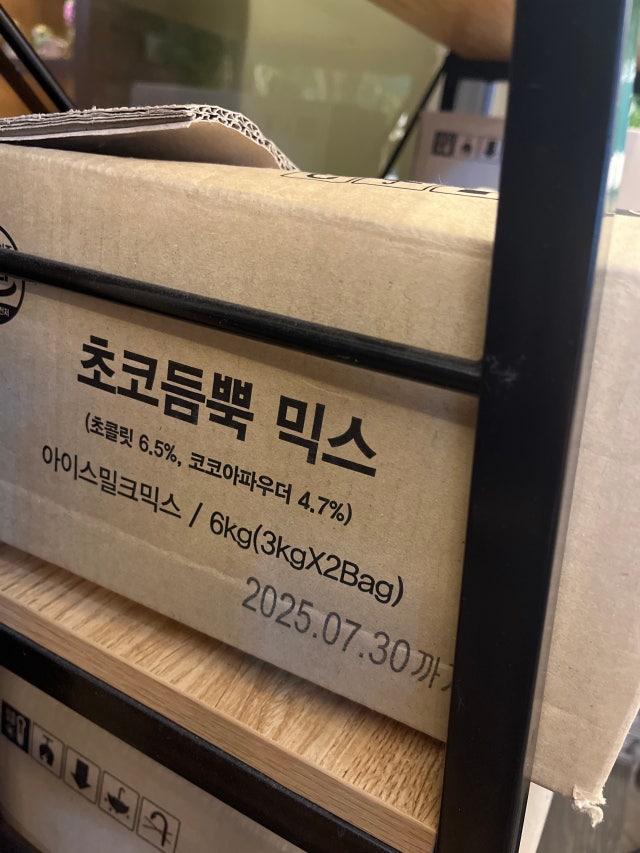 초코듬뿍 믹스
(초콜릿 6.5%, 코코아파우더 4.7%)
아이스밀크믹스 / 6kg(3kgX2Bag)
2025.07.30까지